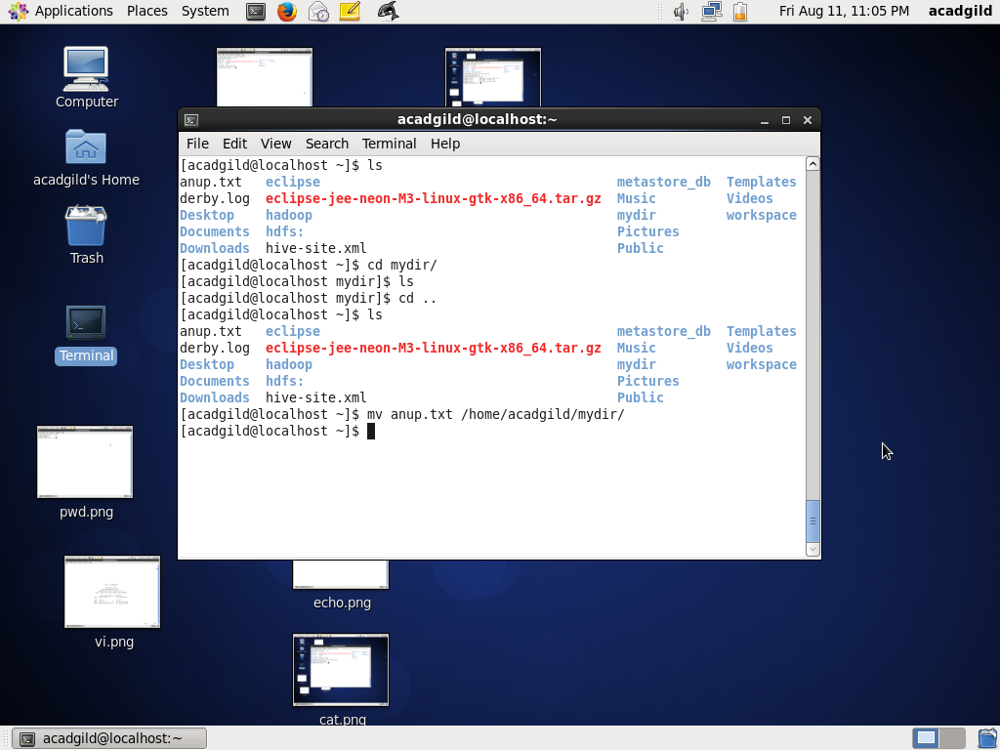 Applications Places System Fri Aug 11, 11:05 PM acadgild
Computer
acadgild's Home
Trash
Terminal
pwd.png
vi.png
echo.png
cat.png
acadgild@localhost:~
File Edit View Search Terminal Help
[acadgild@localhost ~]$ ls
anup.txt eclipse metastore_db Templates
derby.log eclipse-jee-neon-M3-linux-gtk-x86_64.tar.gz Music Videos
Desktop hadoop mydir workspace
Documents hdfs: Pictures
Downloads hive-site.xml Public
[acadgild@localhost ~]$ cd mydir/
[acadgild@localhost mydir]$ ls
[acadgild@localhost mydir]$ cd ..
[acadgild@localhost ~]$ ls
anup.txt eclipse metastore_db Templates
derby.log eclipse-jee-neon-M3-linux-gtk-x86_64.tar.gz Music Videos
Desktop hadoop mydir workspace
Documents hdfs: Pictures
Downloads hive-site.xml Public
[acadgild@localhost ~]$ mv anup.txt /home/acadgild/mydir/
[acadgild@localhost ~]$
acadgild@localhost:~